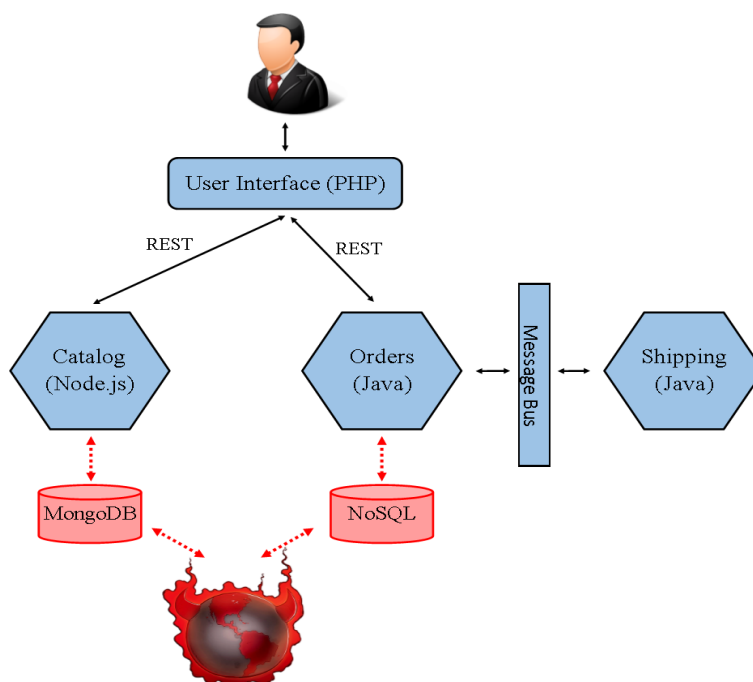 User Interface (PHP)
REST
REST
Catalog
(Node.js)
Orders
(Java)
Message Bus
Shipping
(Java)
MongoDB
NoSQL